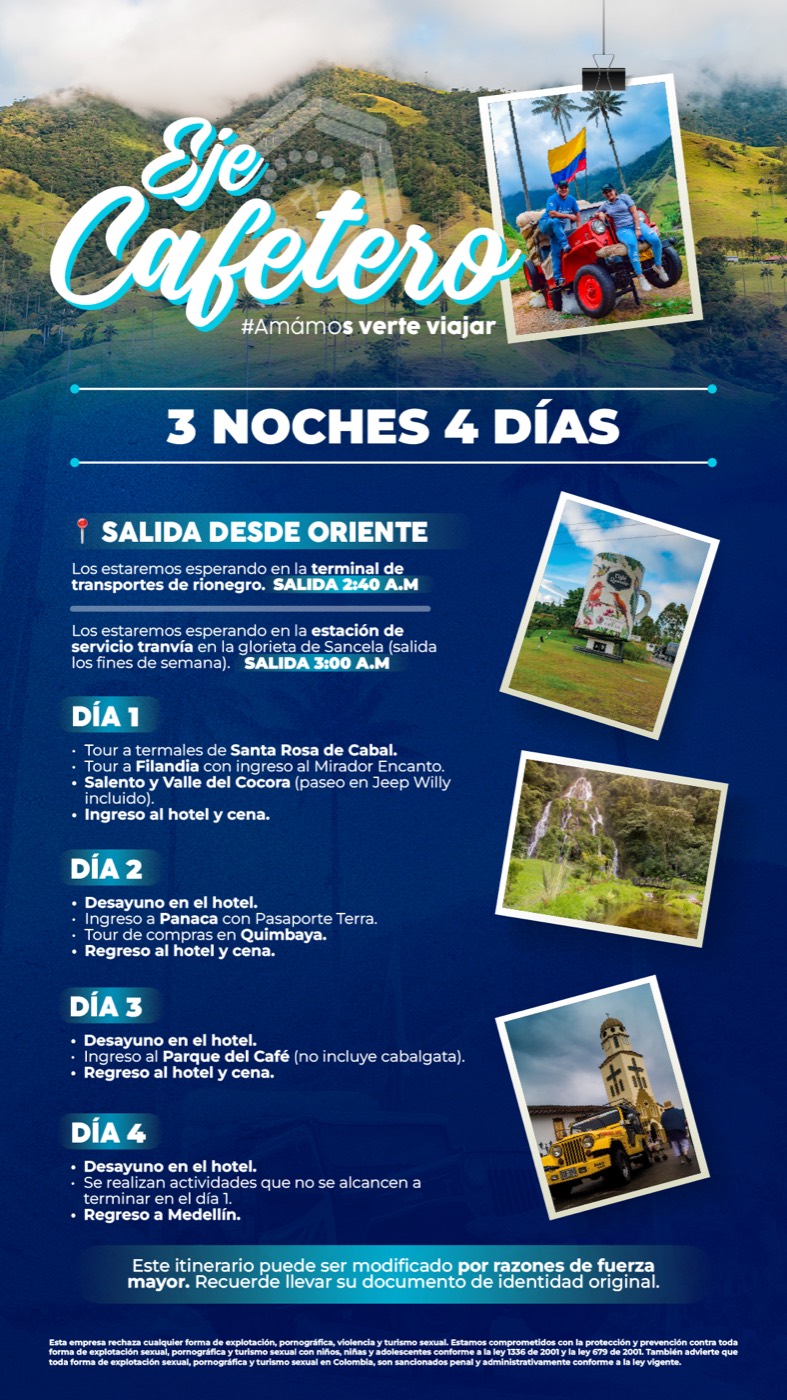 Eje
Cafetero
#Amámos verte viajar
3 NOCHES 4 DÍAS
📍 SALIDA DESDE ORIENTE
Los estaremos esperando en la terminal de
transportes de rionegro. SALIDA 2:40 A.M
Los estaremos esperando en la estación de
servicio tranvía en la glorieta de Sancela (salida
los fines de semana). SALIDA 3:00 A.M
DÍA 1
· Tour a termales de Santa Rosa de Cabal.
· Tour a Filandia con ingreso al Mirador Encanto.
• Salento y Valle del Cocora (paseo en Jeep Willy
incluido).
• Ingreso al hotel y cena.
DÍA 2
• Desayuno en el hotel.
· Ingreso a Panaca con Pasaporte Terra.
· Tour de compras en Quimbaya.
• Regreso al hotel y cena.
DÍA 3
• Desayuno en el hotel.
· Ingreso al Parque del Café (no incluye cabalgata).
• Regreso al hotel y cena.
DÍA 4
• Desayuno en el hotel.
· Se realizan actividades que no se alcancen a
terminar en el día 1.
• Regreso a Medellín.
Este itinerario puede ser modificado por razones de fuerza
mayor. Recuerde llevar su documento de identidad original.
Esta empresa rechaza cualquier forma de explotación, pornográfica, violencia y turismo sexual. Estamos comprometidos con la protección y prevención contra toda
forma de explotación sexual, pornográfica y turismo sexual con niños, niñas y adolescentes conforme a la ley 1336 de 2001 y la ley 679 de 2001. También advierte que
toda forma de explotación sexual, pornográfica y turismo sexual en Colombia, son sancionados penal y administrativamente conforme a la ley vigente.